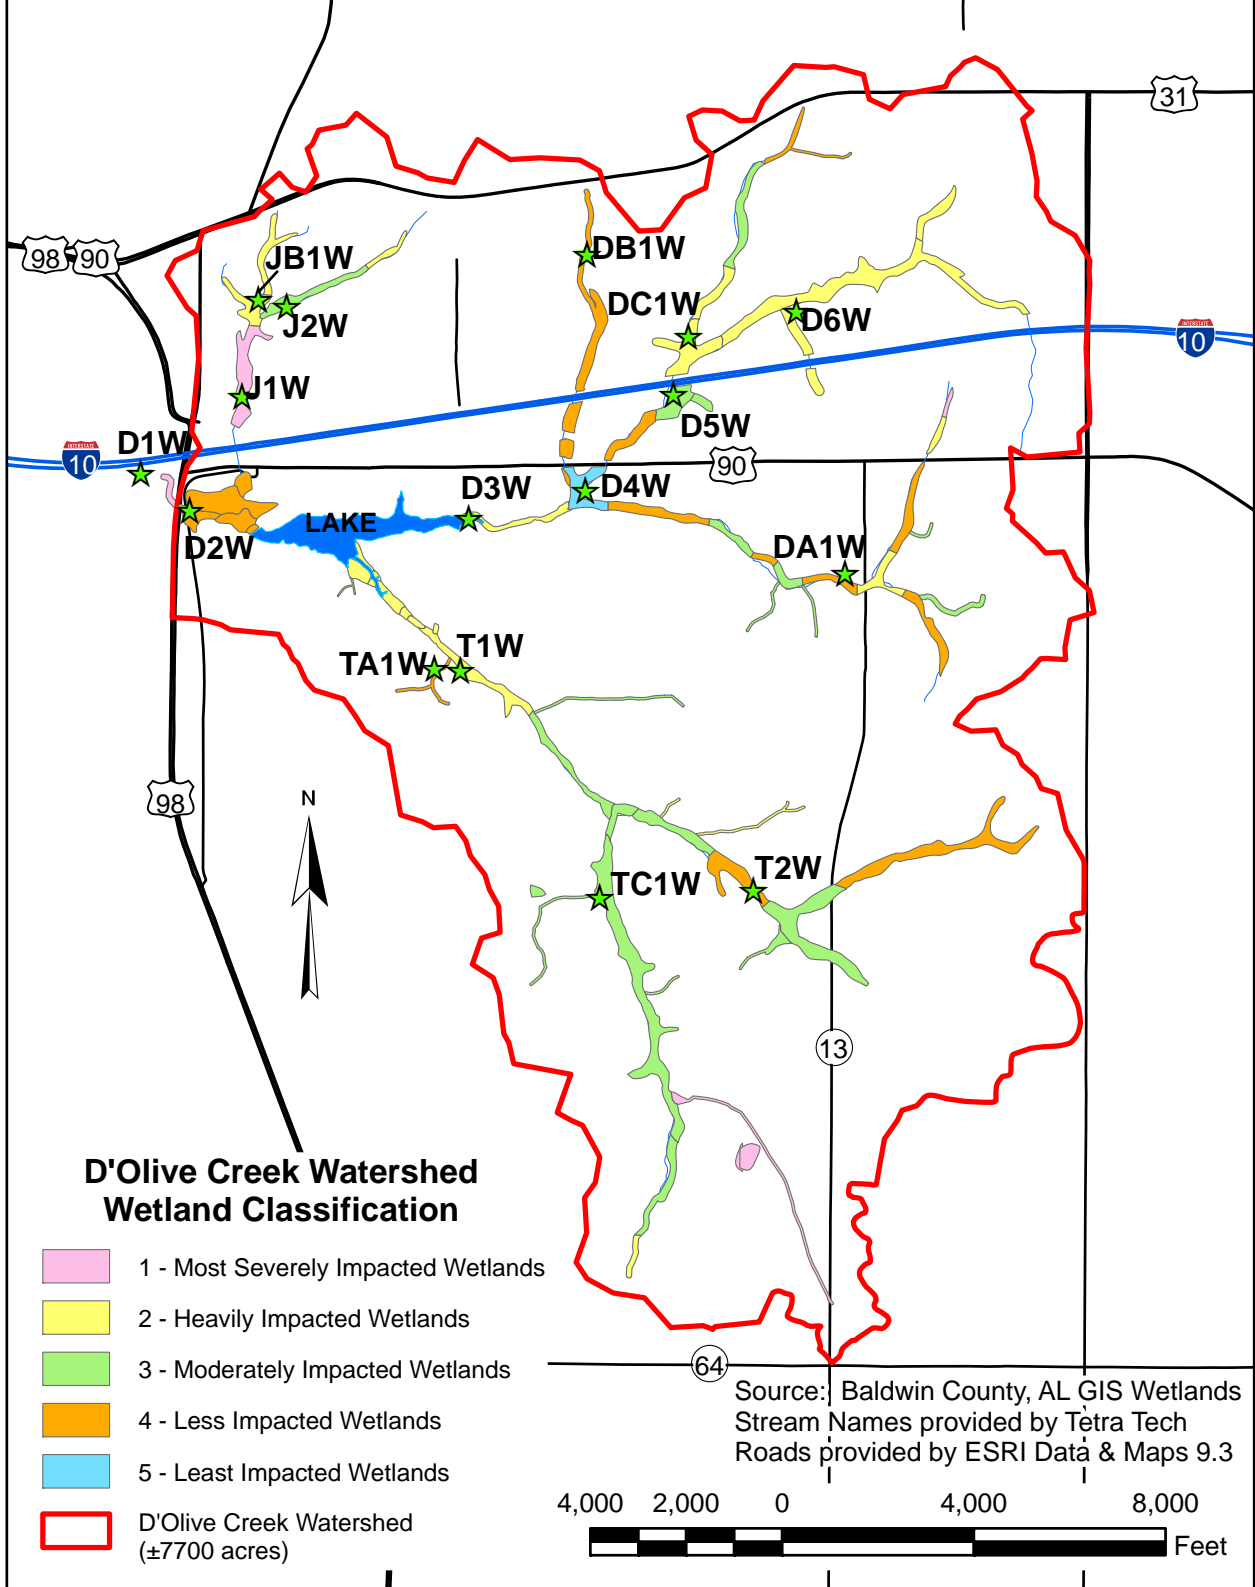 31
98
90
JB1W
J2W
DB1W
DC1W
D6W
INTERSTATE
10
J1W
D5W
D1W
INTERSTATE
10
90
D3W
D4W
LAKE
D2W
DA1W
T1W
TA1W
98
N
T2W
TC1W
13
D'Olive Creek Watershed
Wetland Classification
1 - Most Severely Impacted Wetlands
2 - Heavily Impacted Wetlands
3 - Moderately Impacted Wetlands
4 - Less Impacted Wetlands
5 - Least Impacted Wetlands
D'Olive Creek Watershed
(±7700 acres)
64
Source: Baldwin County, AL GIS Wetlands
Stream Names provided by Tetra Tech
Roads provided by ESRI Data & Maps 9.3
4,000 2,000 0 4,000 8,000
Feet